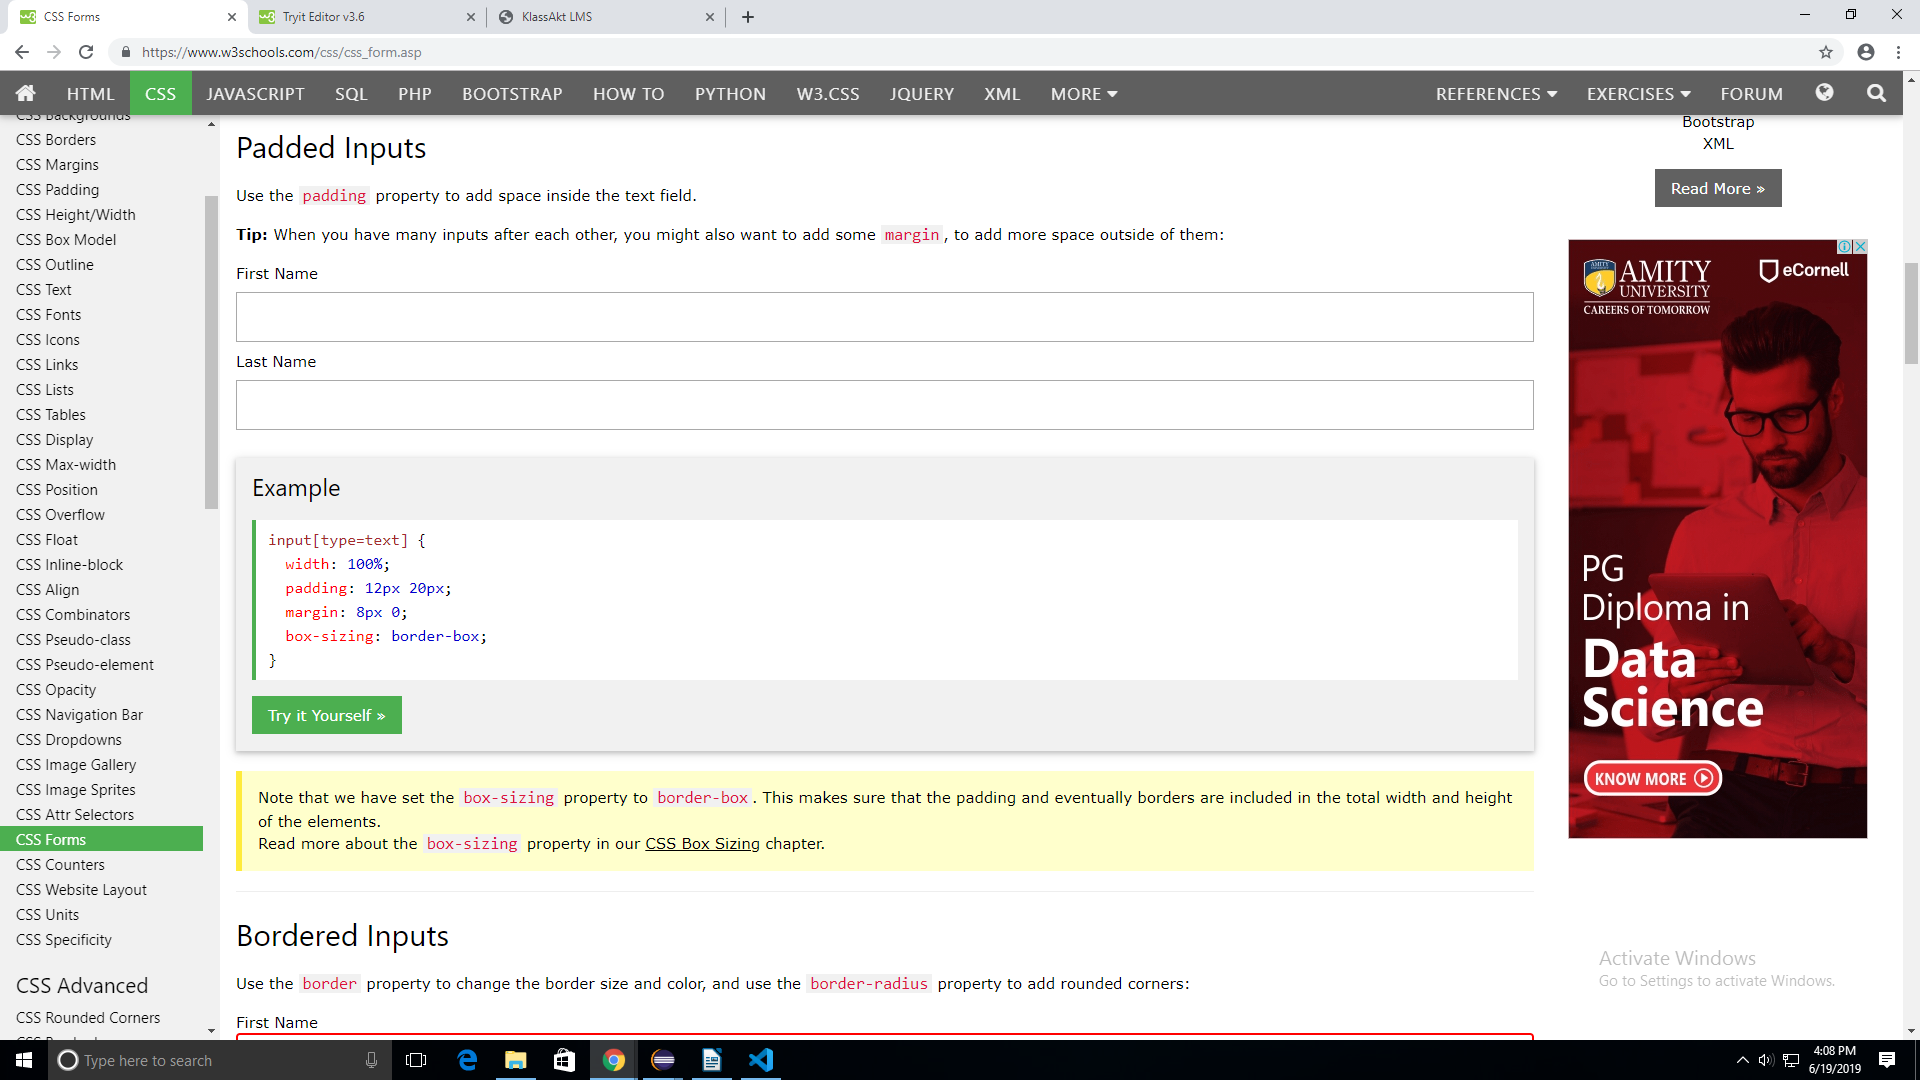 CSS Forms
Tryit Editor v3.6
KlassAkt LMS
https://www.w3schools.com/css/css_form.asp
HTML CSS JAVASCRIPT SQL PHP BOOTSTRAP HOW TO PYTHON W3.CSS JQUERY XML MORE REFERENCES EXERCISES FORUM
CSS Backgrounds
CSS Borders
CSS Margins
CSS Padding
CSS Height/Width
CSS Box Model
CSS Outline
CSS Text
CSS Fonts
CSS Icons
CSS Links
CSS Lists
CSS Tables
CSS Display
CSS Max-width
CSS Position
CSS Overflow
CSS Float
CSS Inline-block
CSS Align
CSS Combinators
CSS Pseudo-class
CSS Pseudo-element
CSS Opacity
CSS Navigation Bar
CSS Dropdowns
CSS Image Gallery
CSS Image Sprites
CSS Attr Selectors
CSS Forms
CSS Counters
CSS Website Layout
CSS Units
CSS Specificity
CSS Advanced
CSS Rounded Corners
Padded Inputs
Use the padding property to add space inside the text field.
Tip: When you have many inputs after each other, you might also want to add some margin, to add more space outside of them:
First Name
Last Name
Example
input[type=text] {
width: 100%;
padding: 12px 20px;
margin: 8px 0;
box-sizing: border-box;
}
Try it Yourself »
Note that we have set the box-sizing property to border-box. This makes sure that the padding and eventually borders are included in the total width and height
of the elements.
Read more about the box-sizing property in our CSS Box Sizing chapter.
Bordered Inputs
Use the border property to change the border size and color, and use the border-radius property to add rounded corners:
First Name
Bootstrap
XML
Read More »
AMITY
UNIVERSITY
CAREERS OF TOMORROW
eCornell
PG
Diploma in
Data
Science
KNOW MORE
Activate Windows
Go to Settings to activate Windows.
Type here to search
4:08 PM
6/19/2019